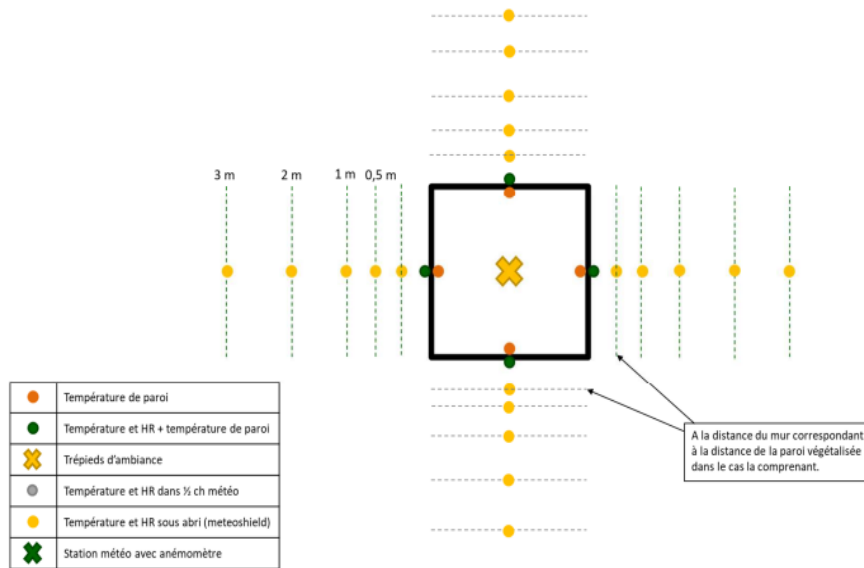 3 m
2 m
1 m
0,5 m
Température de paroi
Température et HR + température de paroi
Trépieds d'ambiance
Température et HR dans ½ ch météo
Température et HR sous abri (meteoshield)
Station météo avec anémomètre
A la distance du mur correspondant
à la distance de la paroi végétalisée
dans le cas la comprenant.